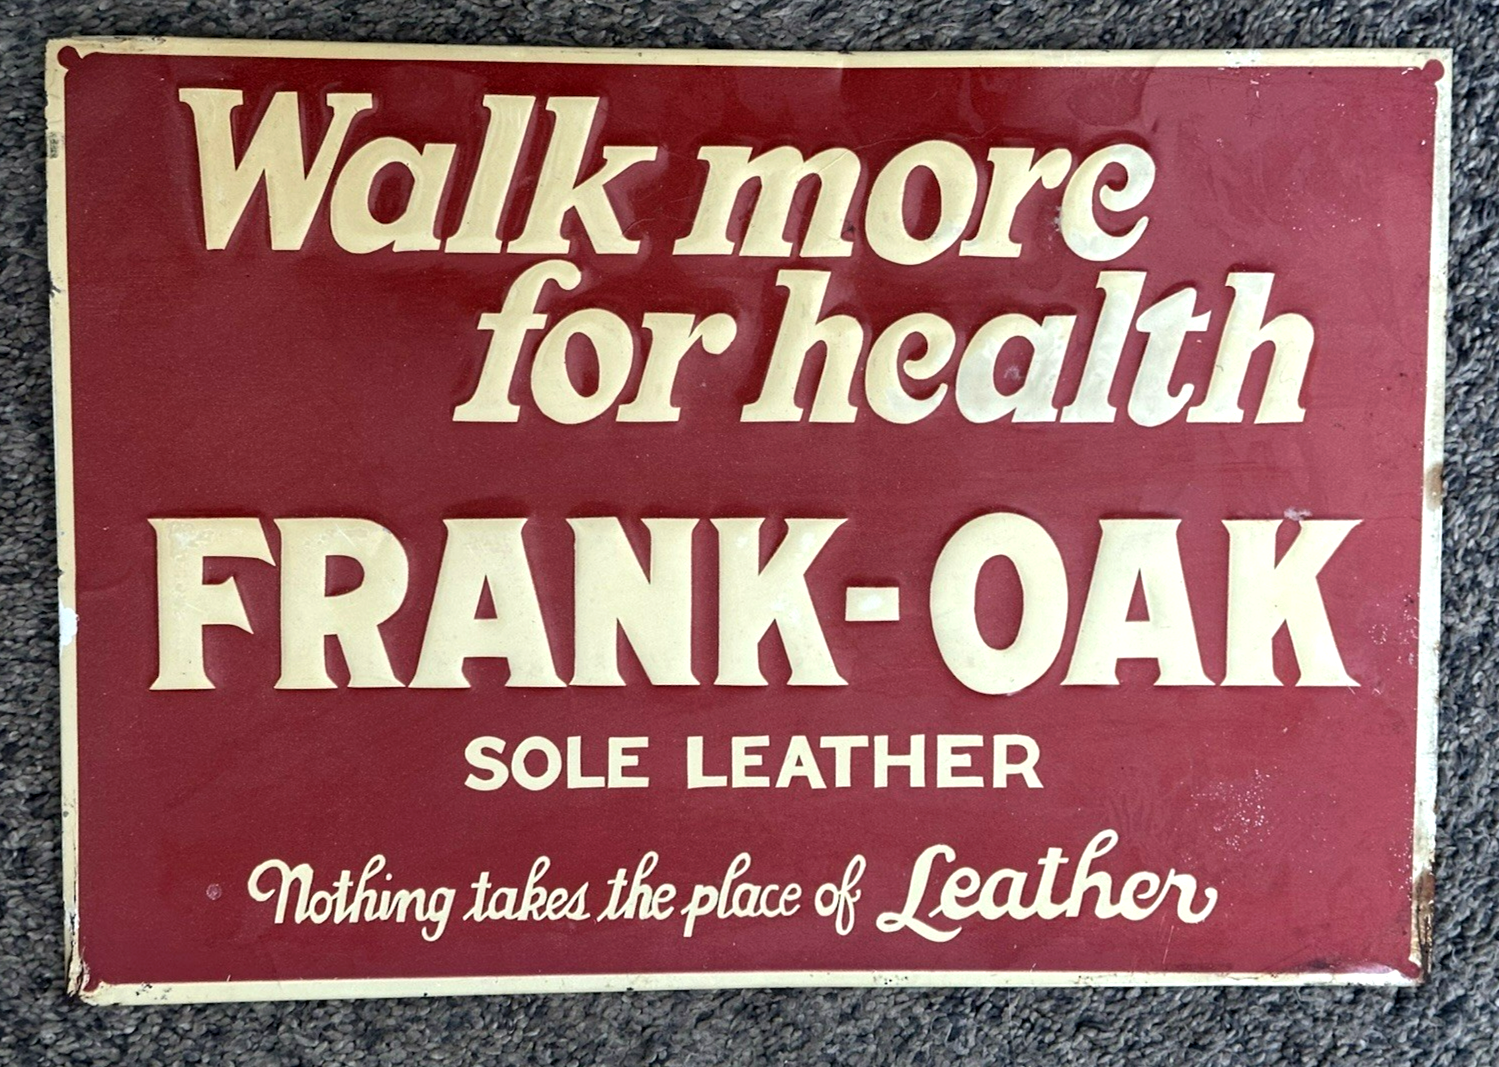 Walk more
for health
FRANK-OAK
SOLE LEATHER
Nothing takes the place of Leather